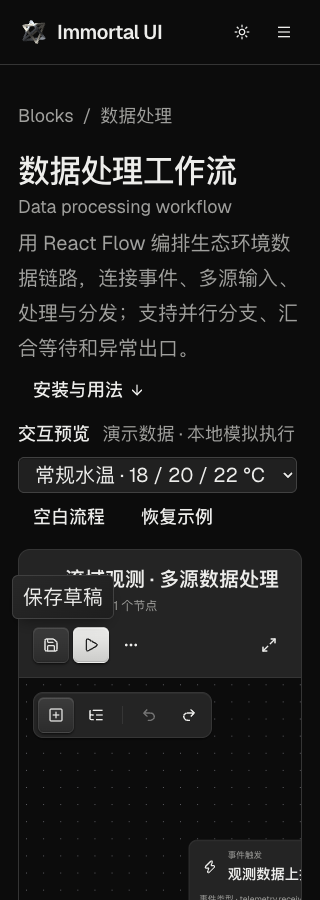 Immortal UI
Blocks / 数据处理
数据处理工作流
Data processing workflow
用 React Flow 编排生态环境数
据链路，连接事件、多源输入、
处理与分发；支持并行分支、汇
合等待和异常出口。
安装与用法 ↓
交互预览 演示数据 · 本地模拟执行
常规水温 · 18 / 20 / 22 °C
空白流程 恢复示例
观测 · 多源数据处理
保存草稿
1 个节点
事件触发
观测数据上
事件类型 · telemetry.receiv